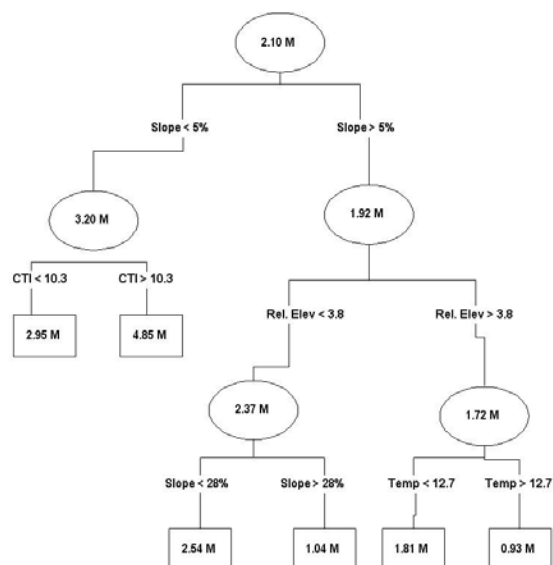 2.10 M
Slope < 5%
Slope > 5%
3.20 M
1.92 M
CTI < 10.3
CTI > 10.3
2.95 M
4.85 M
Rel. Elev < 3.8
Rel. Elev > 3.8
2.37 M
1.72 M
Slope < 28%
Slope > 28%
Temp < 12.7
Temp > 12.7
2.54 M
1.04 M
1.81 M
0.93 M